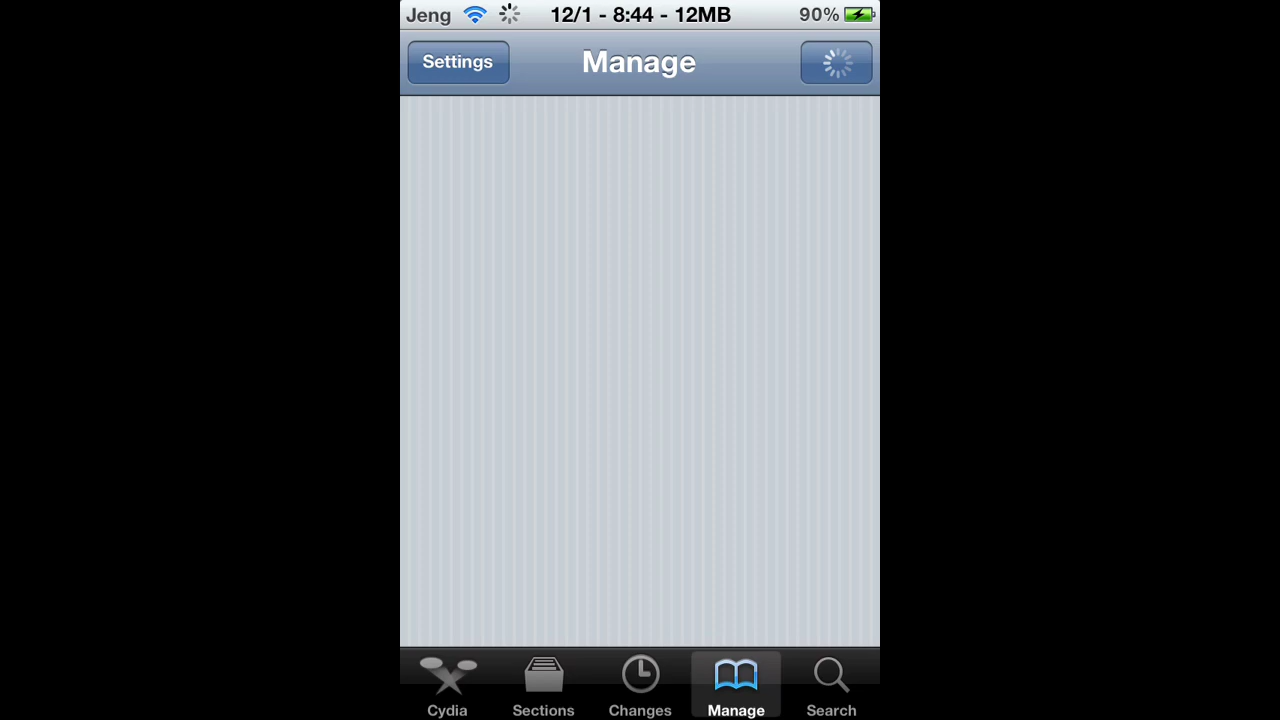 Jeng 12/1 - 8:44 - 12MB 90%
Settings Manage
Cydia Sections Changes Manage Search